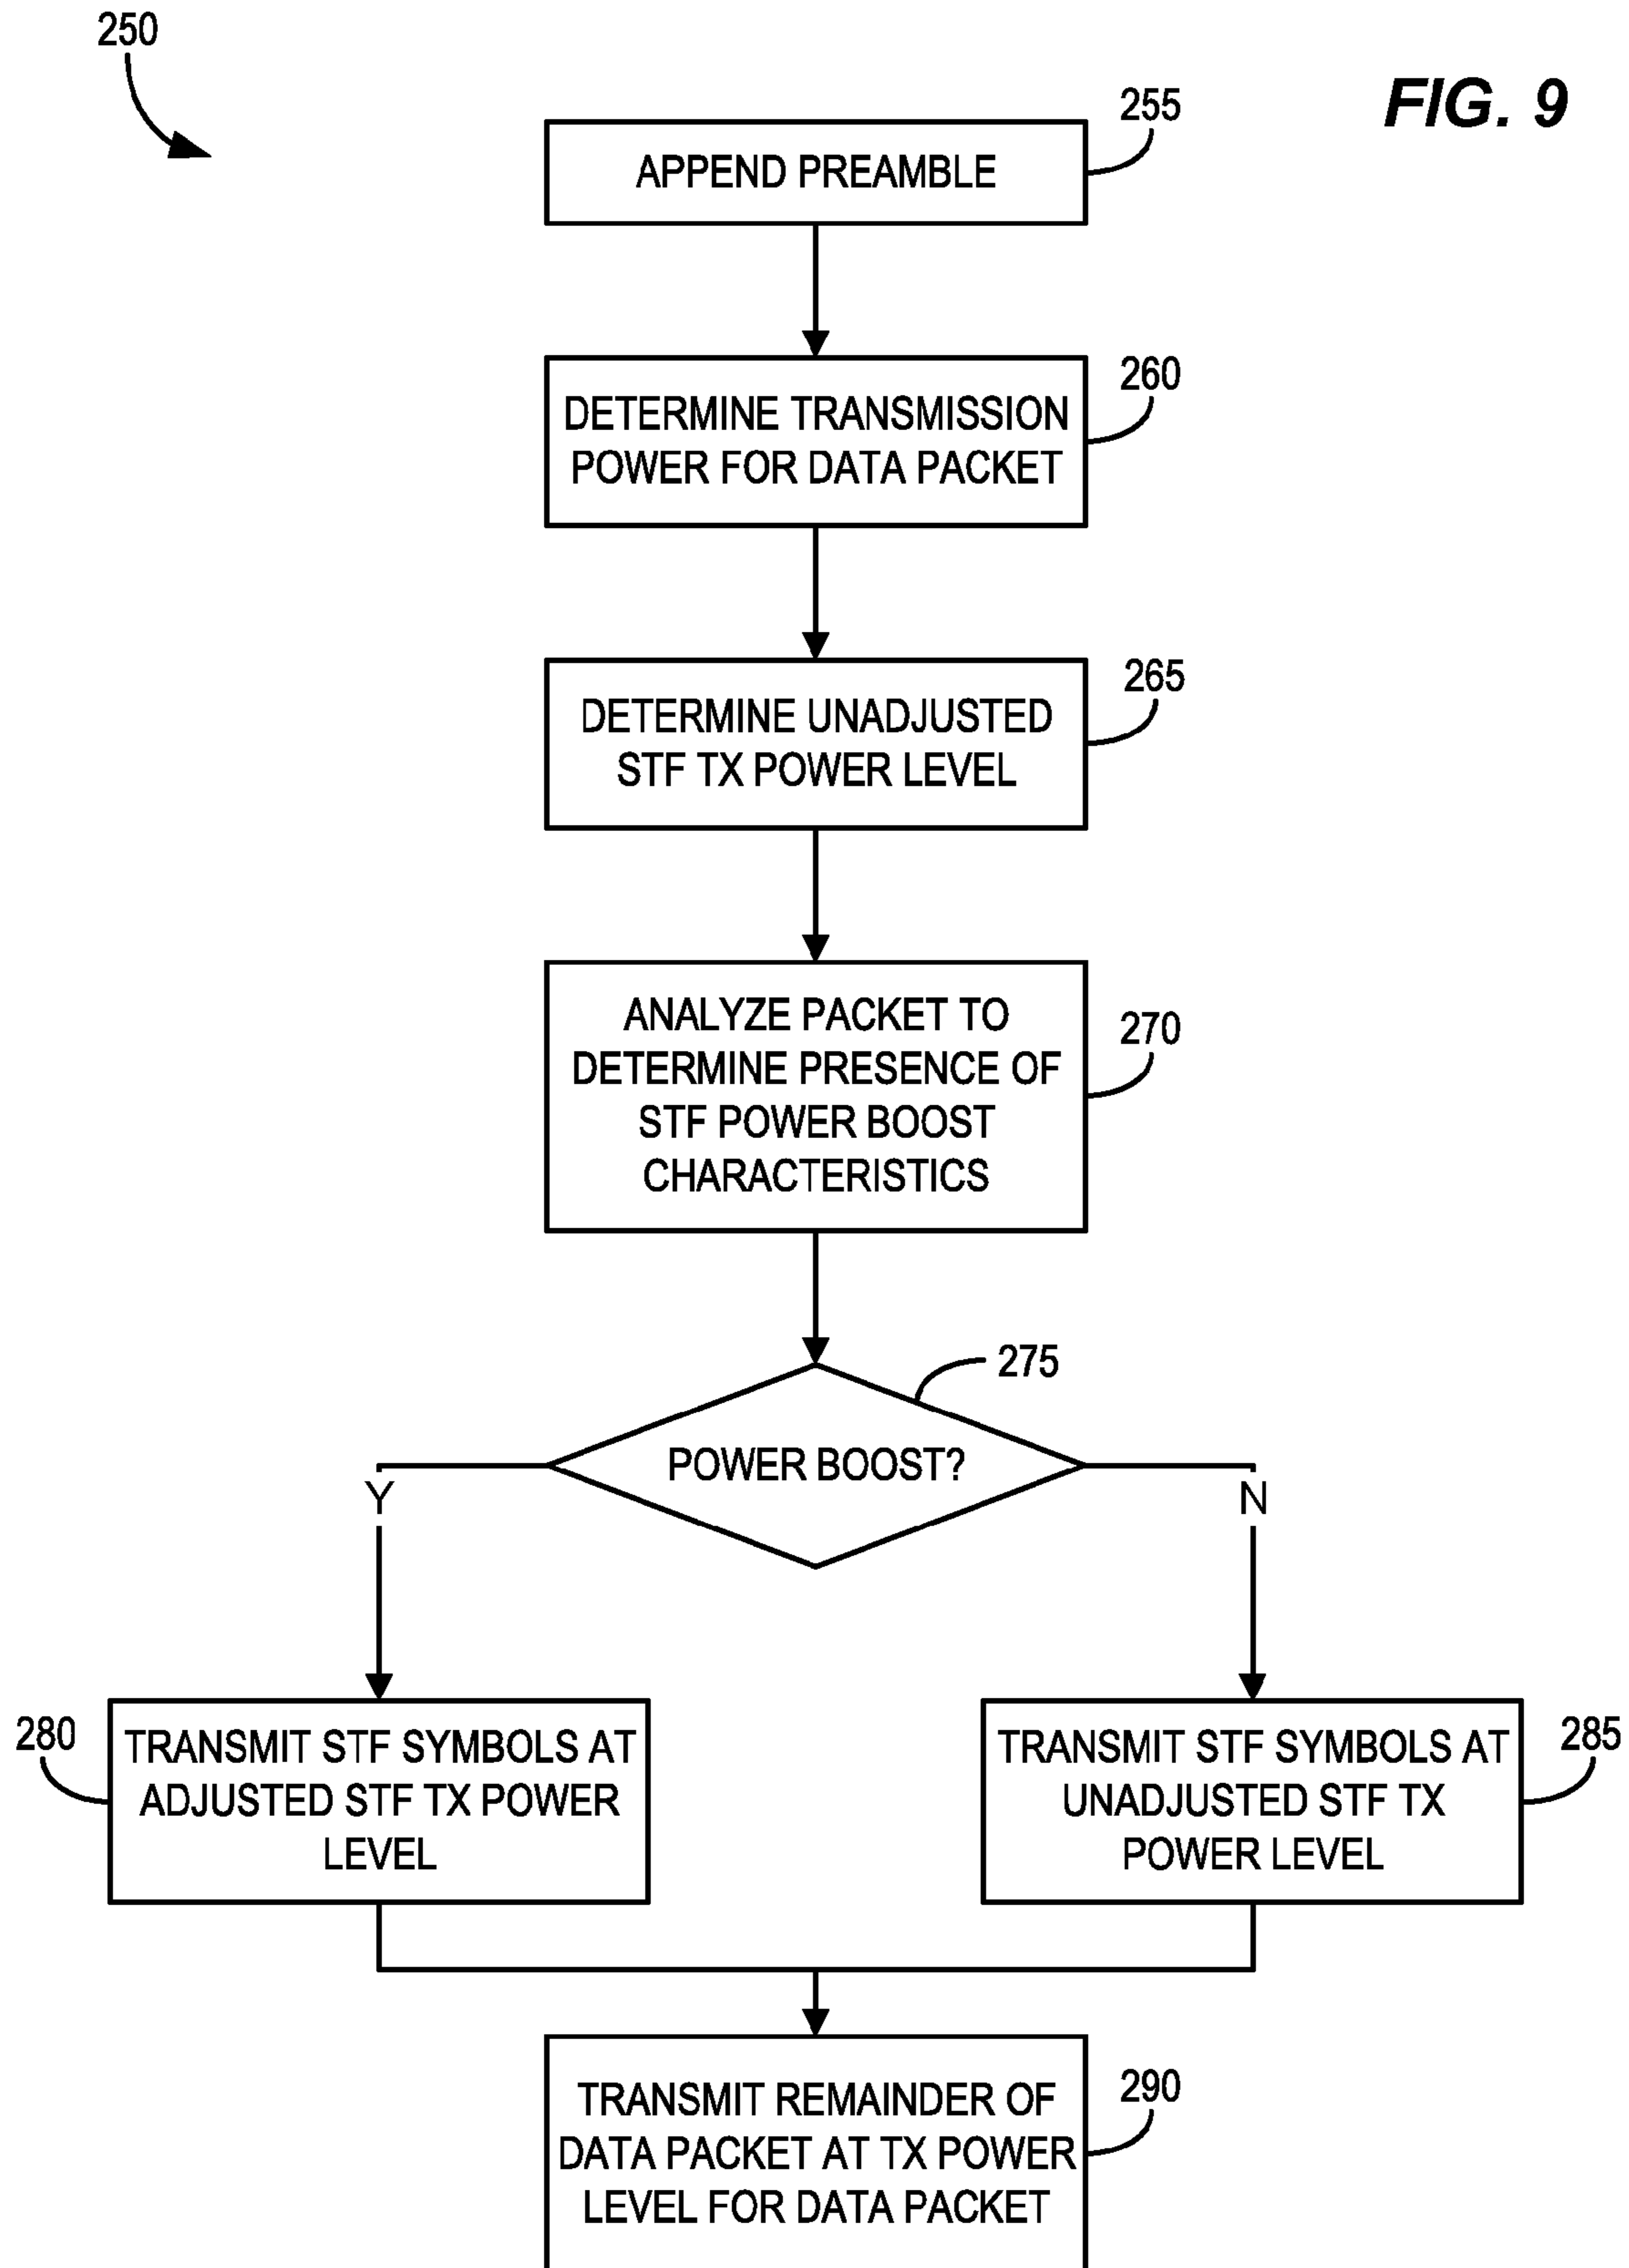 250
FIG. 9
255
APPEND PREAMBLE
260
DETERMINE TRANSMISSION
POWER FOR DATA PACKET
265
DETERMINE UNADJUSTED
STF TX POWER LEVEL
270
ANALYZE PACKET TO
DETERMINE PRESENCE OF
STF POWER BOOST
CHARACTERISTICS
275
POWER BOOST?
Y
N
280
TRANSMIT STF SYMBOLS AT
ADJUSTED STF TX POWER
LEVEL
285
TRANSMIT STF SYMBOLS AT
UNADJUSTED STF TX
POWER LEVEL
290
TRANSMIT REMAINDER OF
DATA PACKET AT TX POWER
LEVEL FOR DATA PACKET